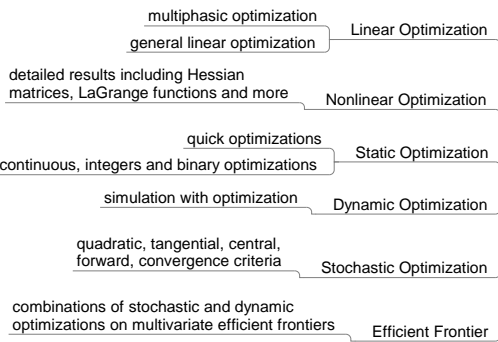 multiphasic optimization
general linear optimization
Linear Optimization
detailed results including Hessian
matrices, LaGrange functions and more
Nonlinear Optimization
quick optimizations
continuous, integers and binary optimizations
Static Optimization
simulation with optimization
Dynamic Optimization
quadratic, tangential, central,
forward, convergence criteria
Stochastic Optimization
combinations of stochastic and dynamic
optimizations on multivariate efficient frontiers
Efficient Frontier